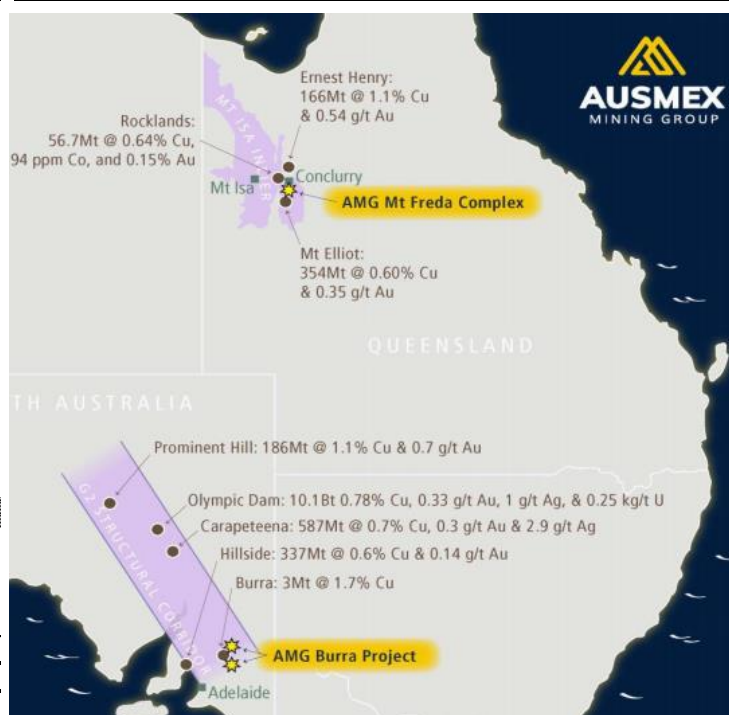 AUSMEX
MINING GROUP
Ernest Henry:
166Mt @ 1.1% Cu
& 0.54 g/t Au
Rocklands:
56.7Mt @ 0.64% Cu,
94 ppm Co, and 0.15% Au
MT ISA IN
ER
Mt Isa
Conclurry
AMG Mt Freda Complex
Mt Elliot:
354Mt @ 0.60% Cu
& 0.35 g/t Au
QUEENSLAND
TH AUSTRALIA
Prominent Hill: 186Mt @ 1.1% Cu & 0.7 g/t Au
G2 STRUCTURAL CORRIDOR
Olympic Dam: 10.1Bt 0.78% Cu, 0.33 g/t Au, 1 g/t Ag, & 0.25 kg/t U
Carapeteena: 587Mt @ 0.7% Cu, 0.3 g/t Au & 2.9 g/t Ag
Hillside: 337Mt @ 0.6% Cu & 0.14 g/t Au
Burra: 3Mt @ 1.7% Cu
AMG Burra Project
Adelaide